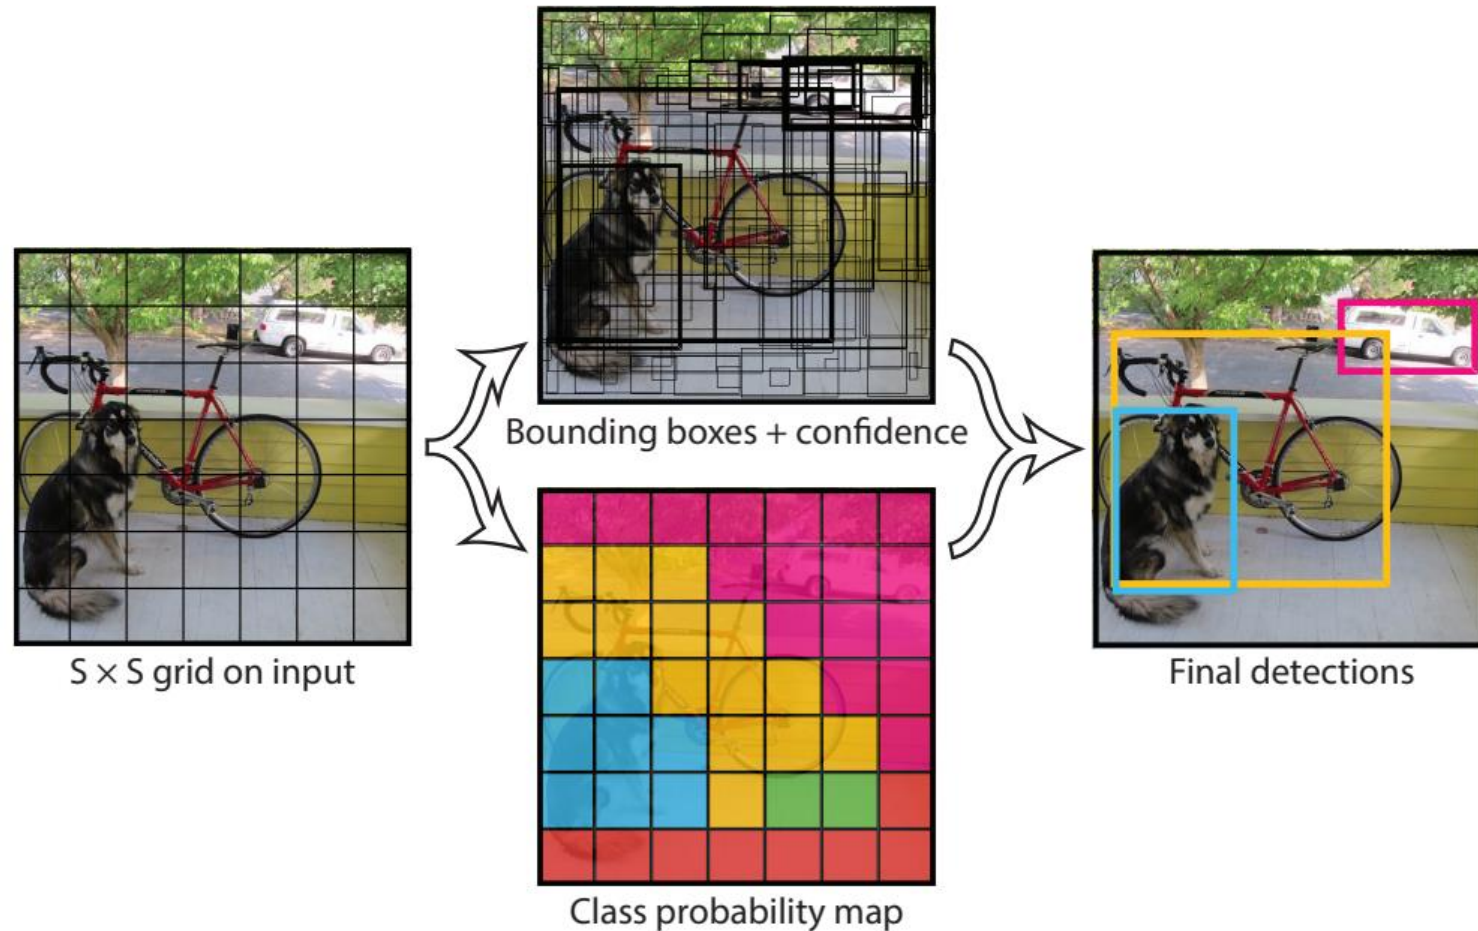 S × S grid on input
Bounding boxes + confidence
Class probability map
Final detections